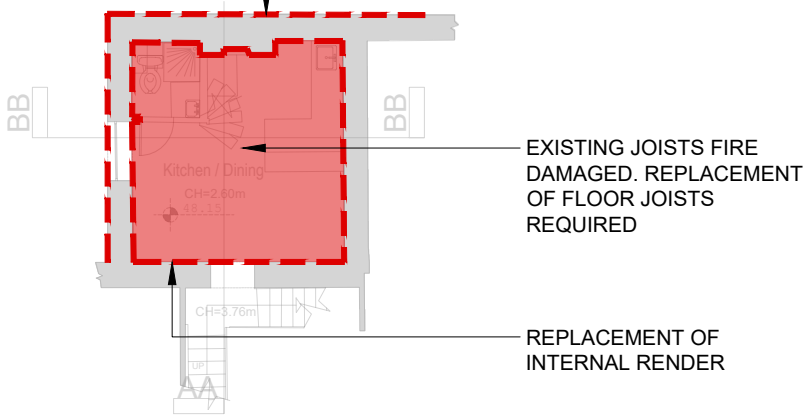 BB
BB
EXISTING JOISTS FIRE
DAMAGED. REPLACEMENT
OF FLOOR JOISTS
REQUIRED
Kitchen / Dining
CH=2.60m
48.15
CH=3.76m
REPLACEMENT OF
INTERNAL RENDER
UP
AA